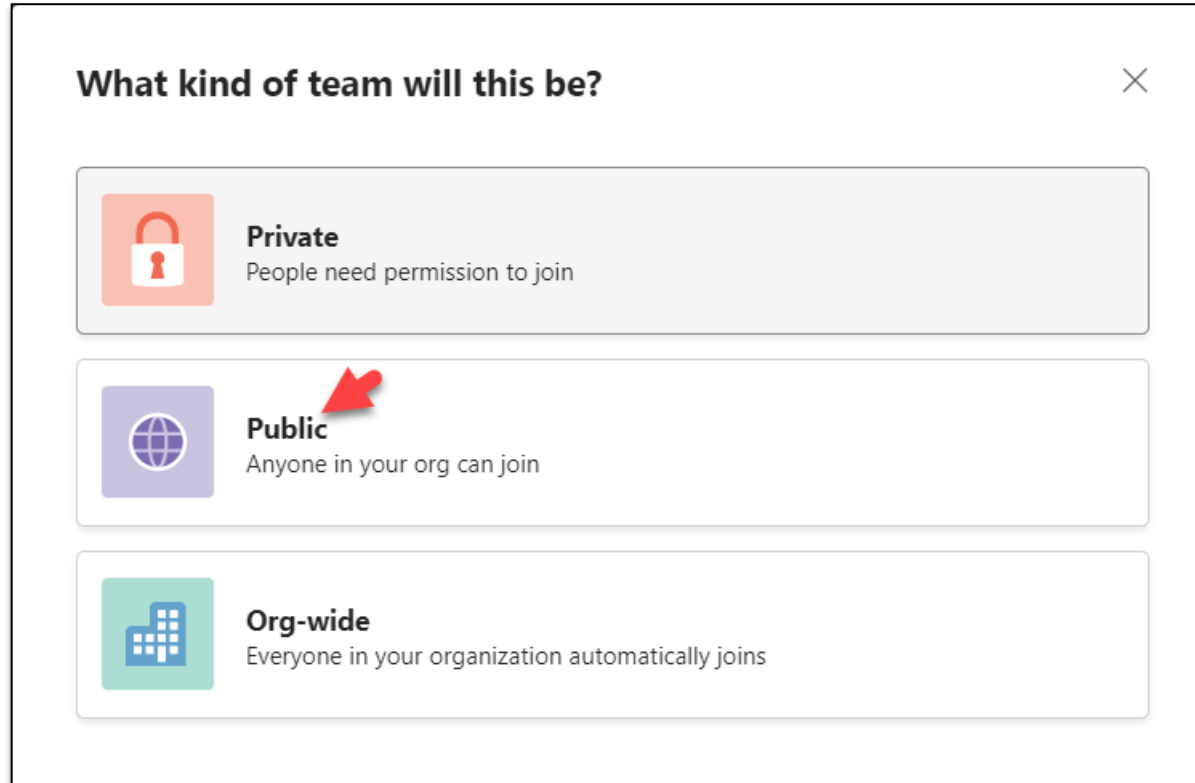 What kind of team will this be?
Private
People need permission to join
Public
Anyone in your org can join
Org-wide
Everyone in your organization automatically joins